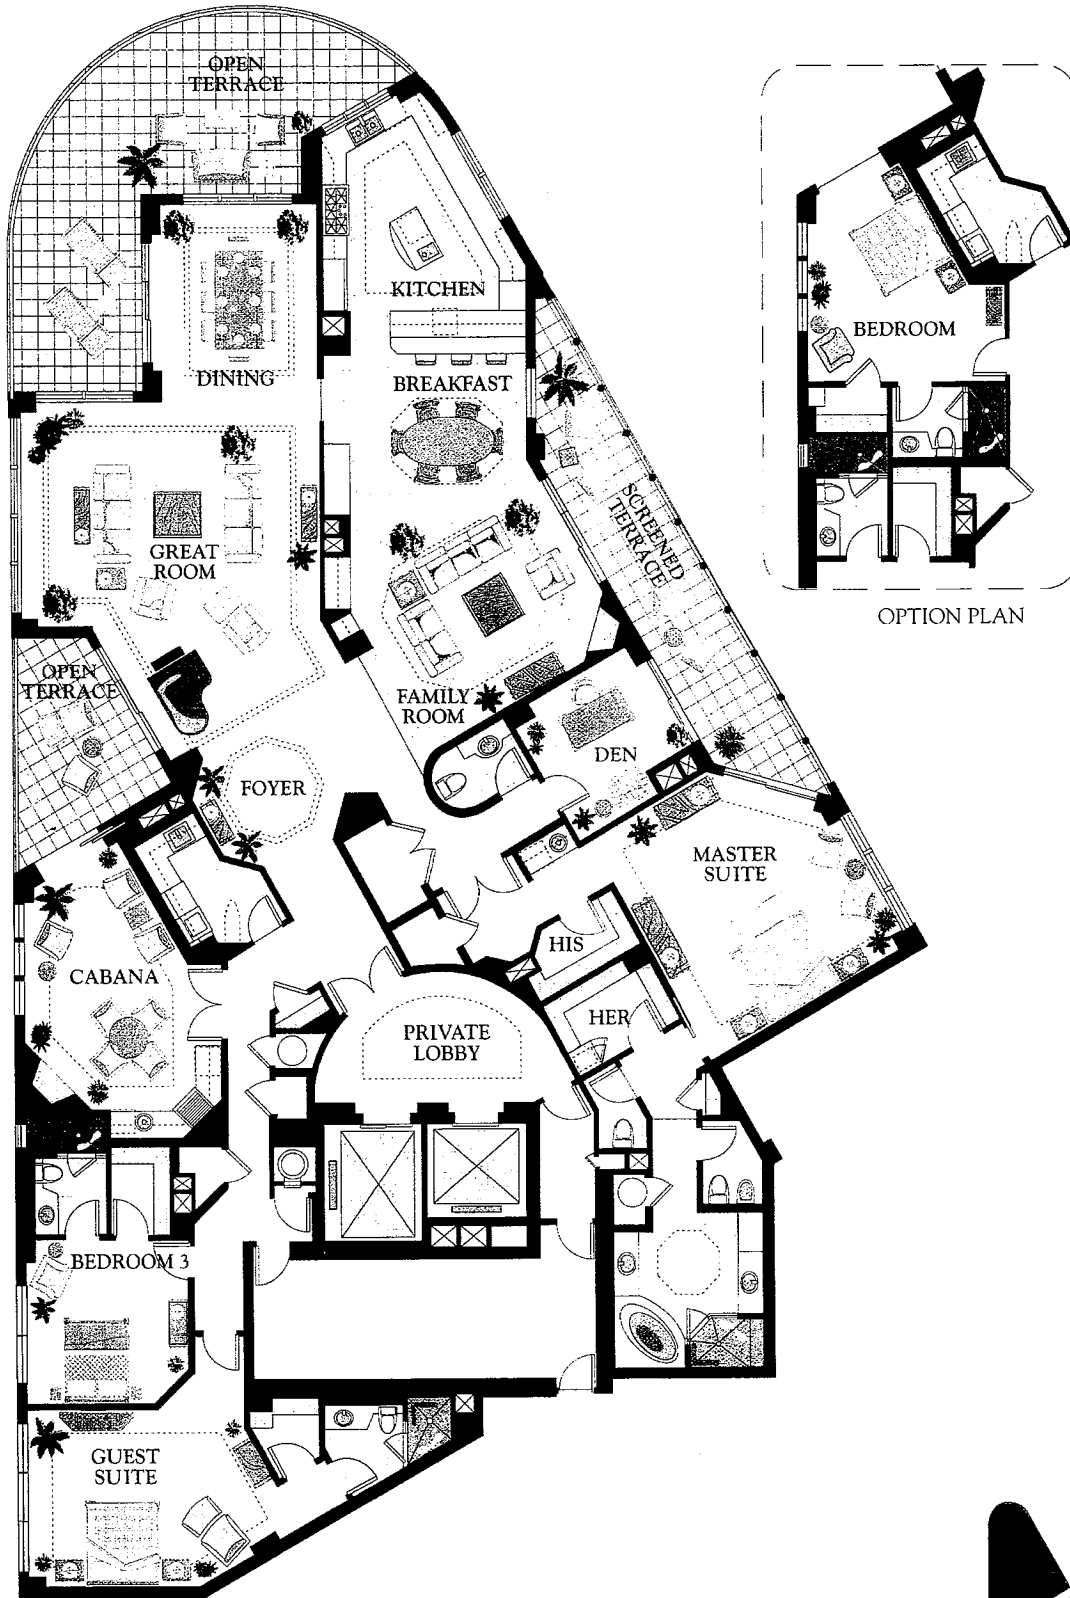 OPEN
TERRACE
KITCHEN
DINING
BREAKFAST
BEDROOM
SCREENED
TERRACE
GREAT
ROOM
OPTION PLAN
OPEN
TERRACE
FAMILY
ROOM
DEN
FOYER
MASTER
SUITE
HIS
CABANA
HER
PRIVATE
LOBBY
BEDROOM 3
GUEST
SUITE